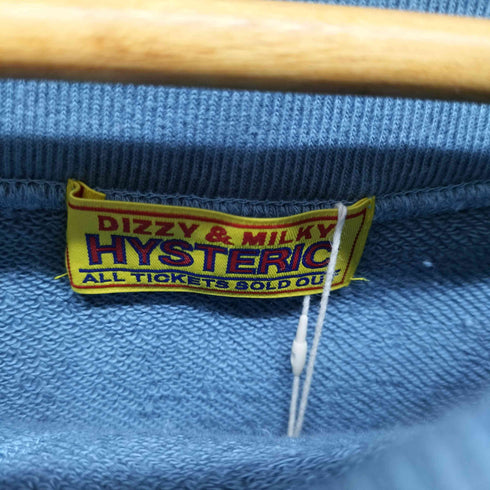 DIZZY & MILKY
HYSTERIC
ALL TICKETS SOLD OUT